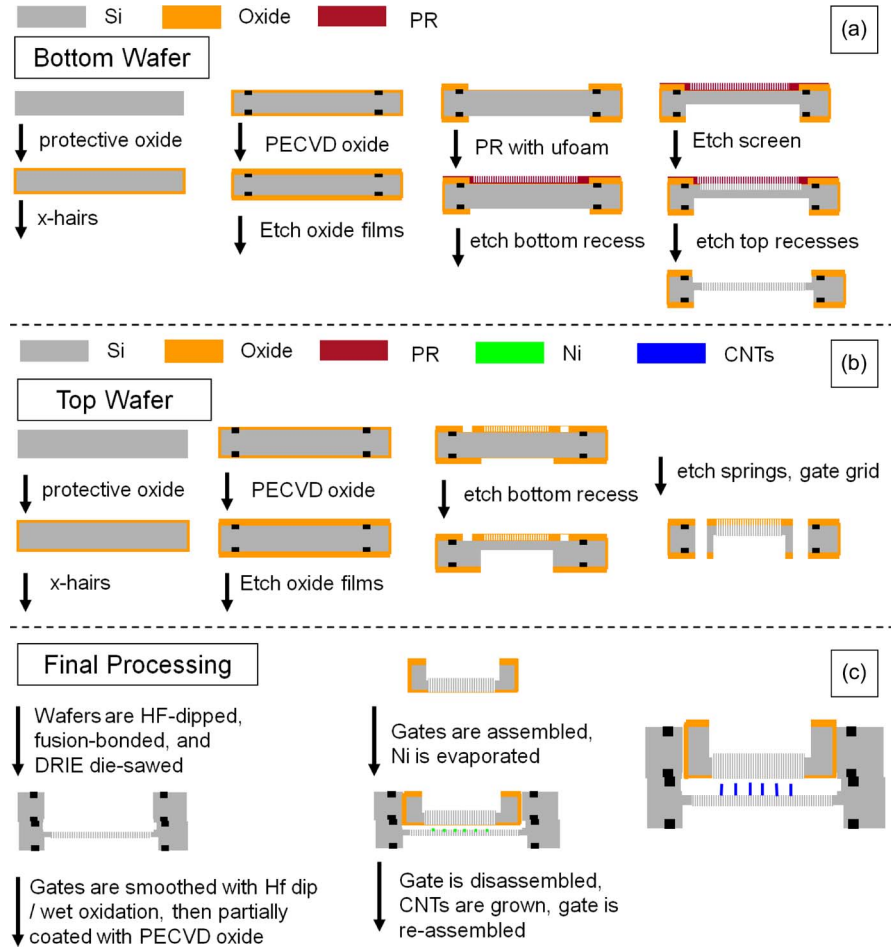 Si Oxide PR (a)
Bottom Wafer
protective oxide
x-hairs
PECVD oxide
Etch oxide films
PR with ufoam
etch bottom recess
Etch screen
etch top recesses
Si Oxide PR Ni CNTs (b)
Top Wafer
protective oxide
x-hairs
PECVD oxide
Etch oxide films
etch bottom recess
etch springs, gate grid
Final Processing
(c)
Wafers are HF-dipped,
fusion-bonded, and
DRIE die-sawed
Gates are smoothed with Hf dip
/ wet oxidation, then partially
coated with PECVD oxide
Gates are assembled,
Ni is evaporated
Gate is disassembled,
CNTs are grown, gate is
re-assembled